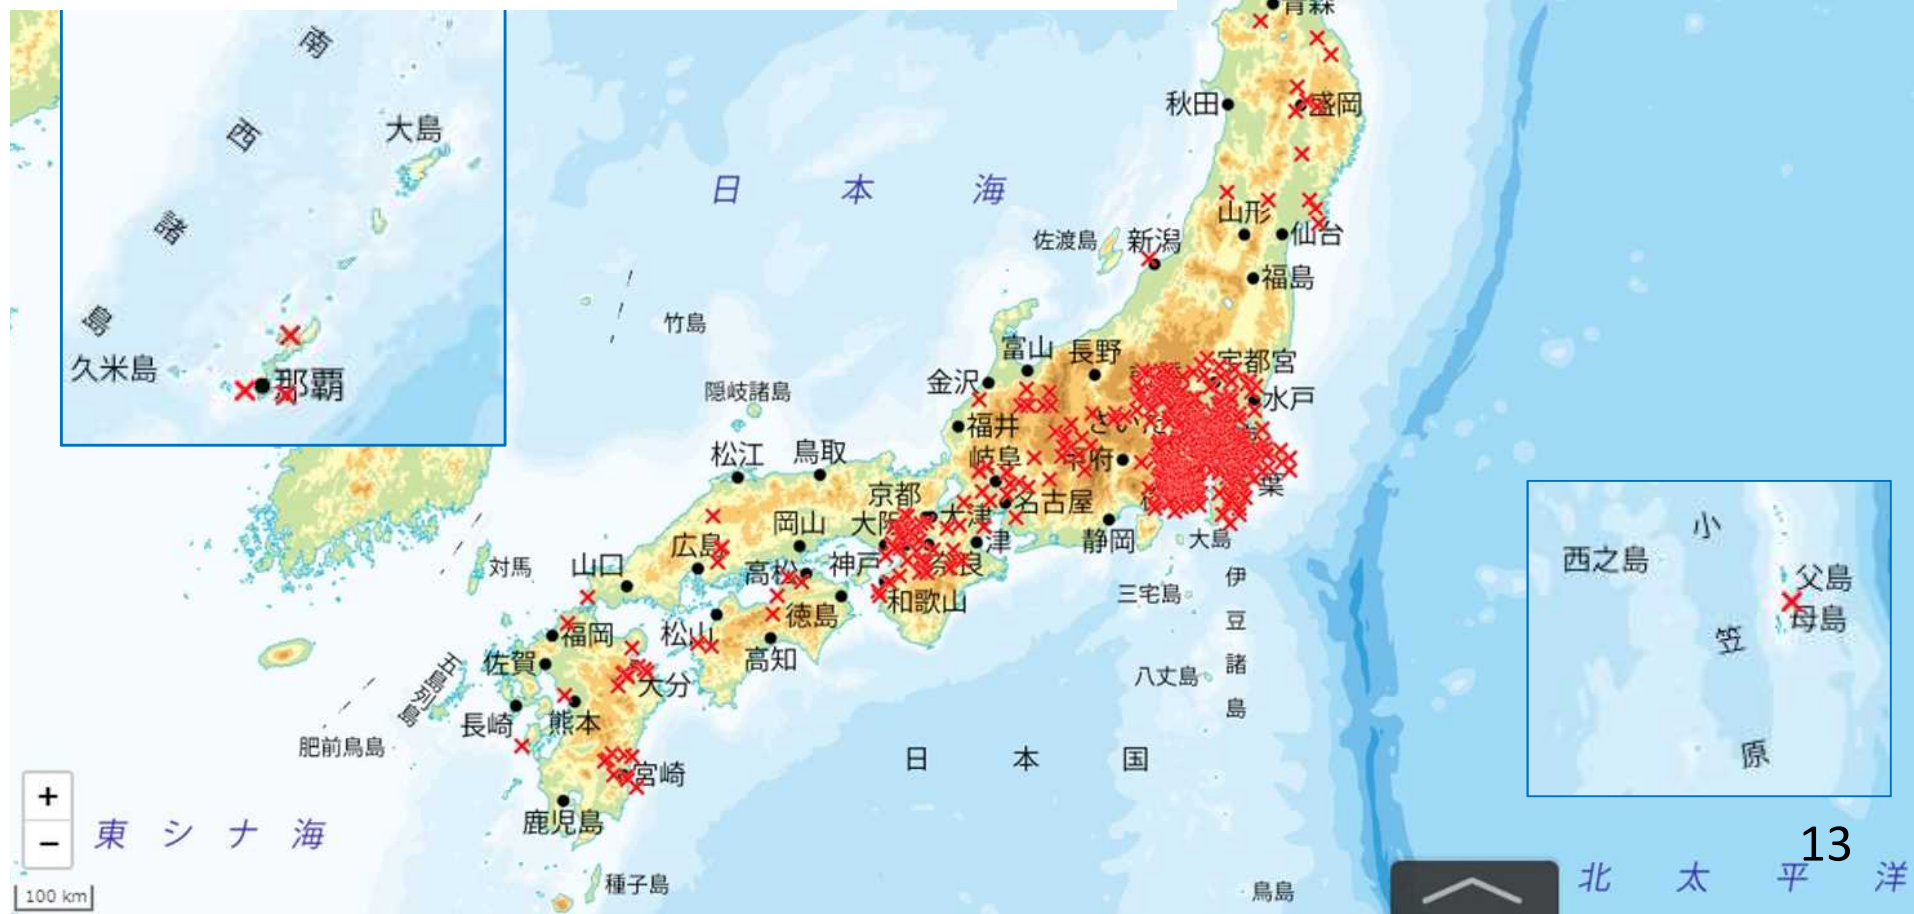 青森
南
西
諸
島
大島
久米島
那覇
秋田
盛岡
日本海
山形
仙台
佐渡島
新潟
福島
竹島
富山
長野
宇都宮
金沢
水戸
隠岐諸島
福井
さいた
岐阜
甲府
松江
鳥取
京都
名古屋
葉
岡山
大阪
大津
津
静岡
大島
広島
対馬
山口
高松
神戸
奈良
三宅島
伊
豆
諸
島
徳島
和歌山
福岡
松山
高知
佐賀
五島列島
大分
八丈島
長崎
熊本
肥前鳥島
宮崎
日本国
鹿児島
種子島
鳥島
小
笠
原
西之島
父島
母島
+
−
100 km
東シナ海
北太平洋
13